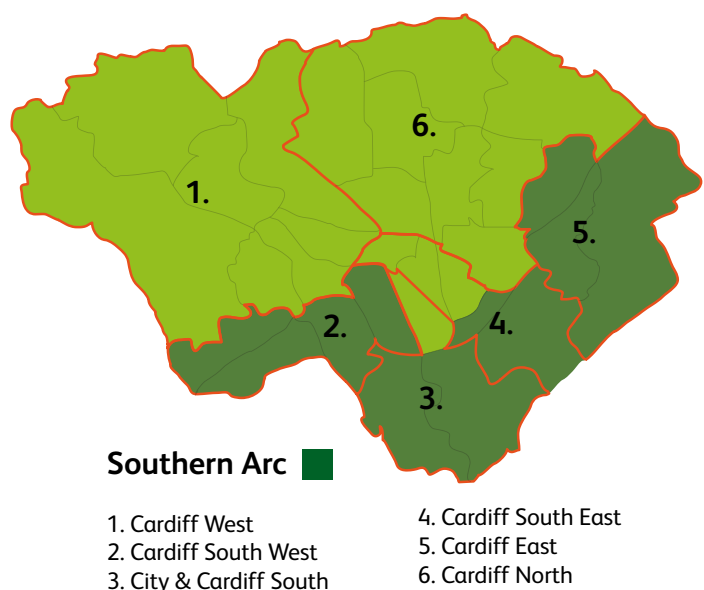 6.
1.
5.
2.
4.
3.
Southern Arc
1. Cardiff West
2. Cardiff South West
3. City & Cardiff South
4. Cardiff South East
5. Cardiff East
6. Cardiff North